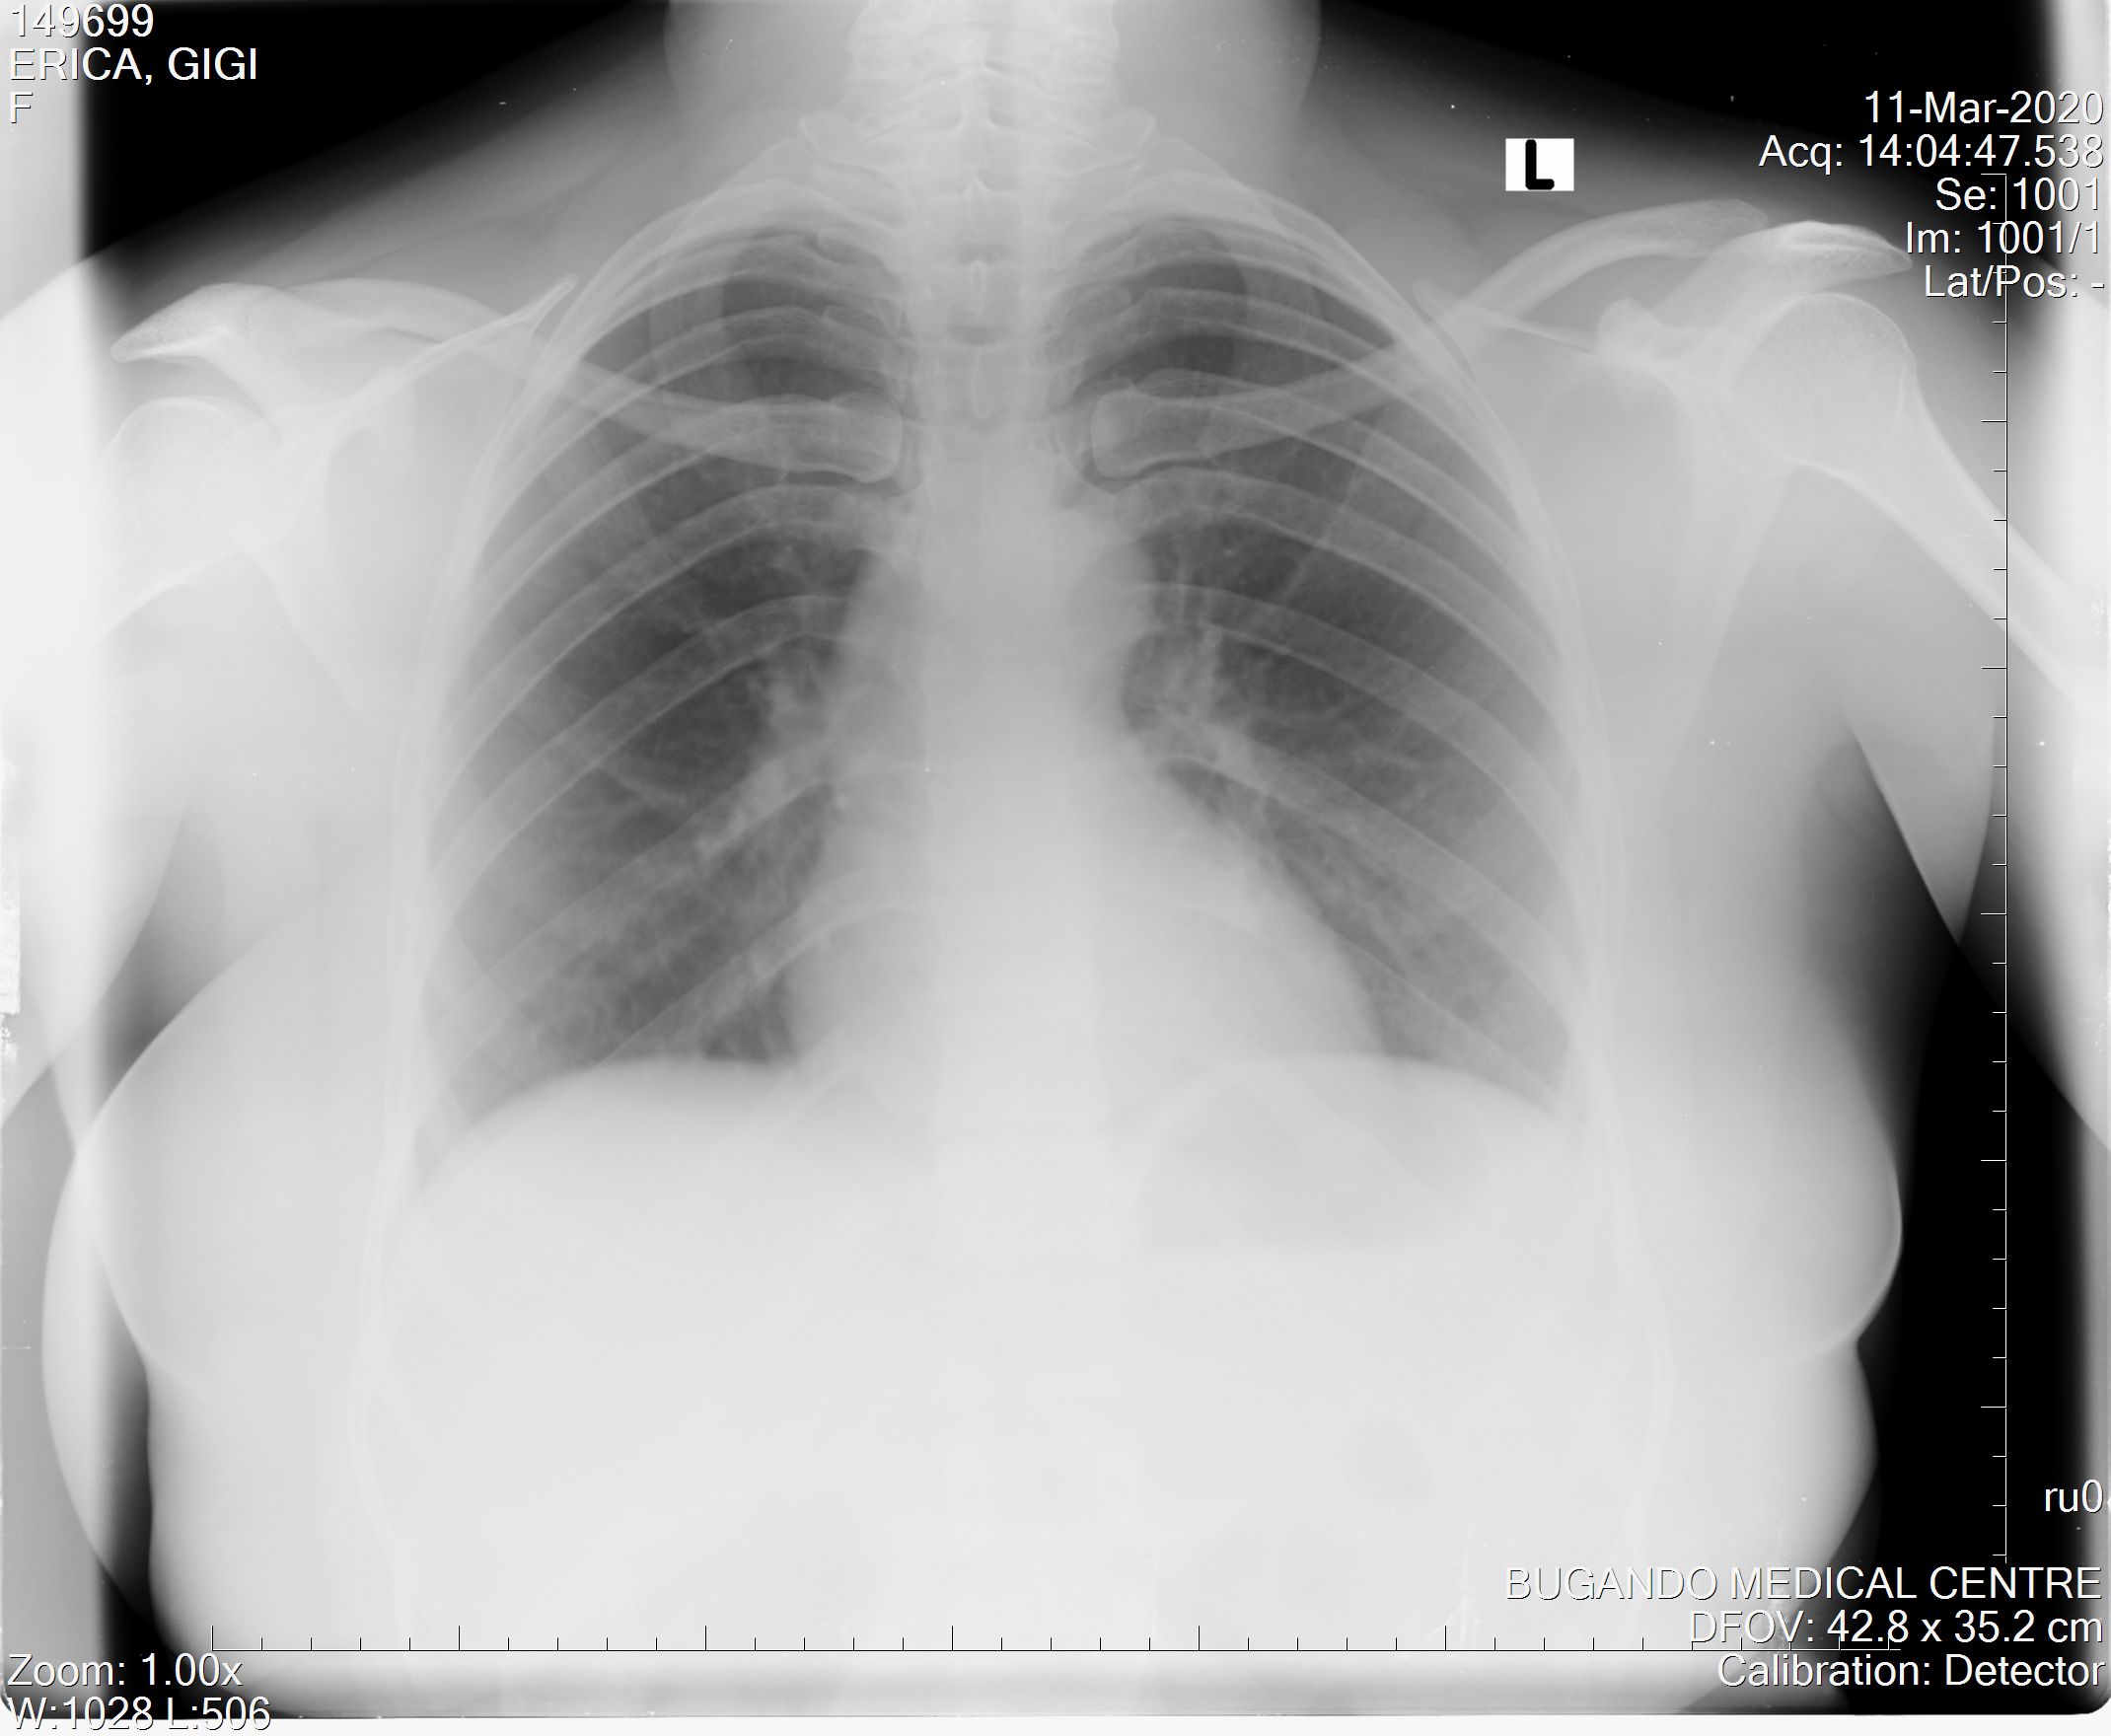 149699
ERICA, GIGI
F
11-Mar-2020
Acq: 14:04:47.538
Se: 1001
Im: 1001/1
Lat/Pos: -
L
ru0
BUGANDO MEDICAL CENTRE
DFOV: 42.8 x 35.2 cm
Calibration: Detector
Zoom: 1.00x
W:1028 L:506